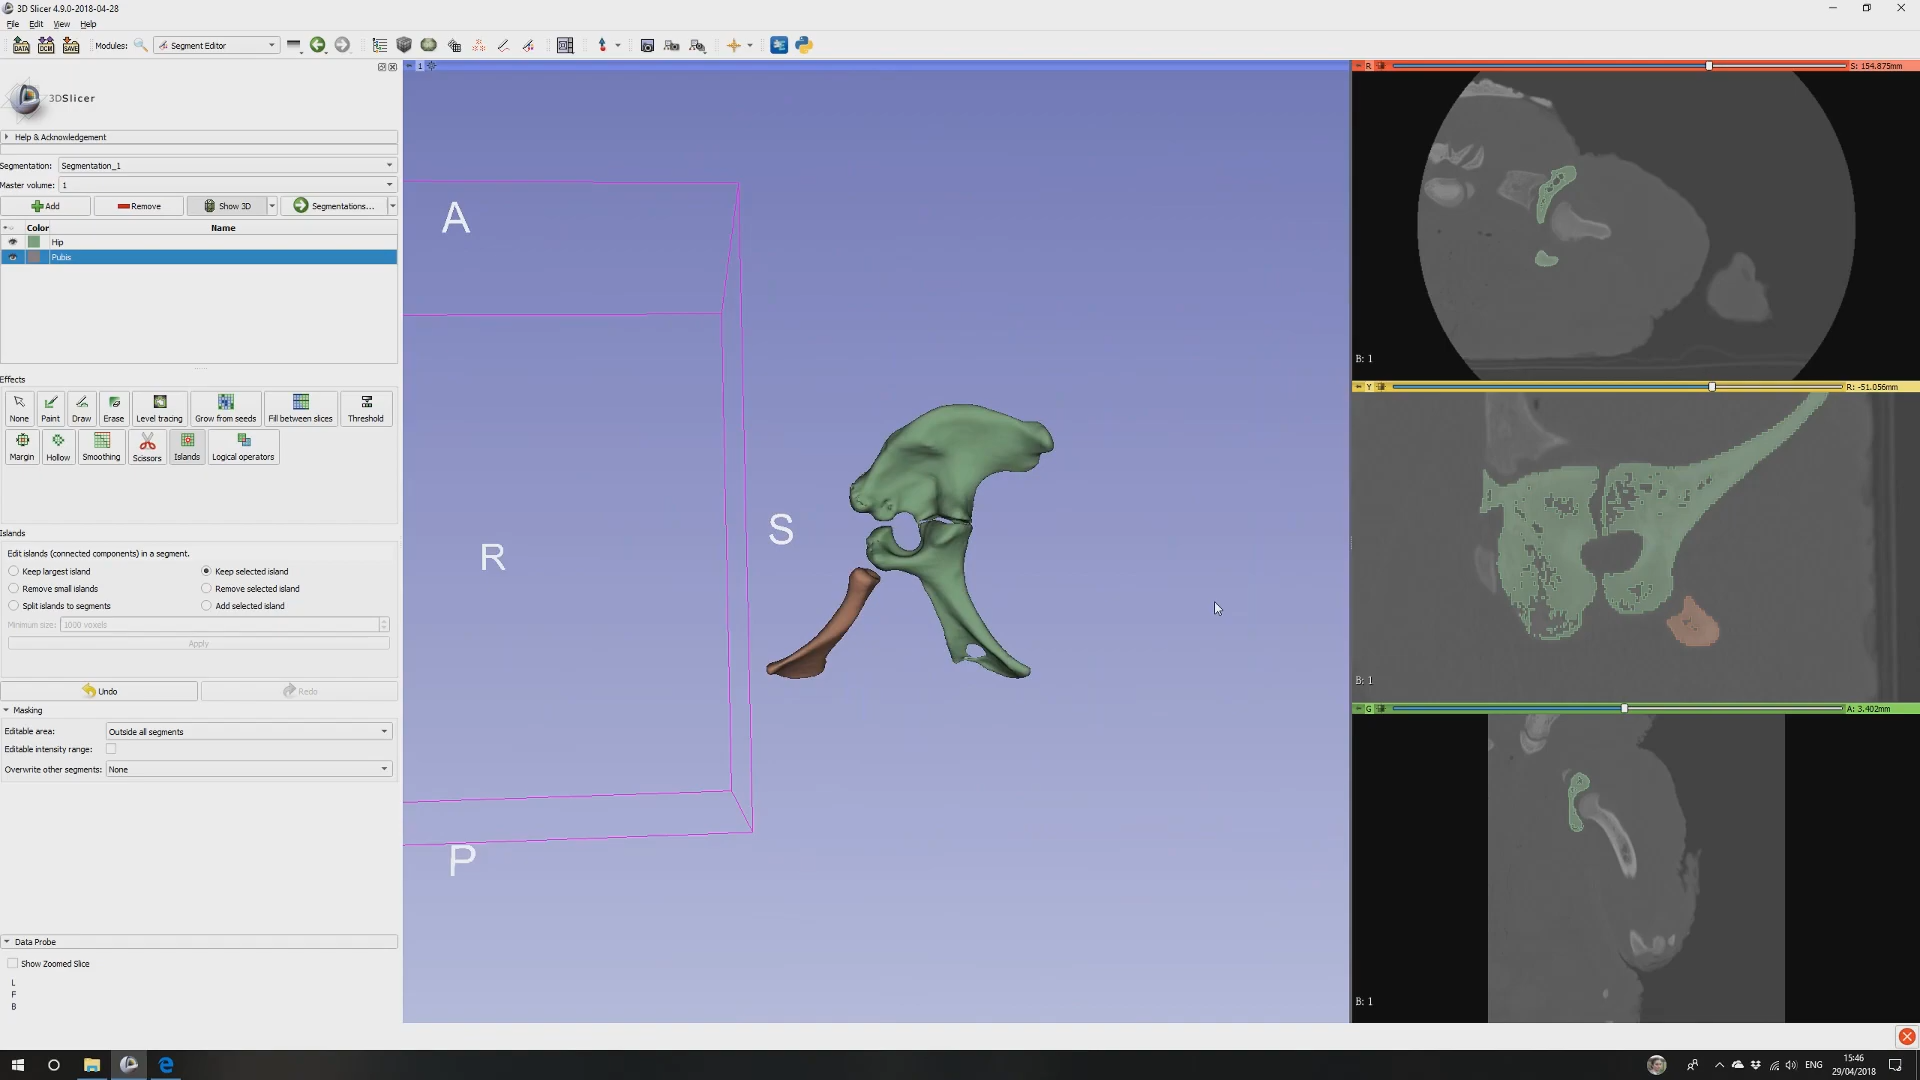 3D Slicer 4.9.0-2018-04-28
File Edit View Help
DATA DCM SAVE Modules: Segment Editor
1
R S: 154.875mm
3DSlicer
Help & Acknowledgement
Segmentation: Segmentation_1
Master volume: 1
Add Remove Show 3D Segmentations...
Color Name
Hip
Pubis
A
B: 1
Effects
Y R: -51.056mm
None Paint Draw Erase Level tracing Grow from seeds Fill between slices Threshold
Margin Hollow Smoothing Scissors Islands Logical operators
S
R
Islands
Edit islands (connected components) in a segment.
Keep largest island Keep selected island
Remove small islands Remove selected island
Split islands to segments Add selected island
Minimum size: 1000 voxels
Apply
B: 1
Undo Redo
Masking
G A: 3.402mm
Editable area: Outside all segments
Editable intensity range:
Overwrite other segments: None
P
Data Probe
Show Zoomed Slice
L
F
B
B: 1
ENG
15:46
29/04/2018